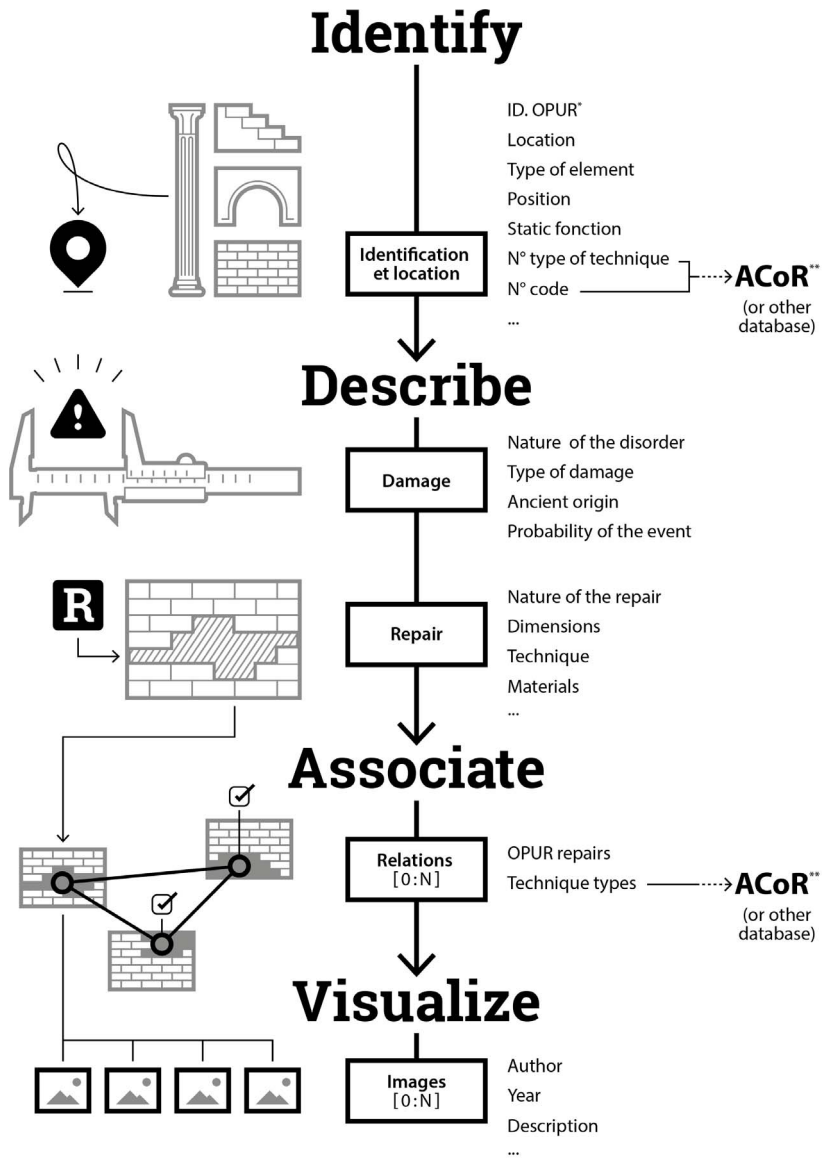 Identify
ID. OPUR*
Location
Type of element
Position
Static fonction
Identification
et location
N° type of technique
N° code
...
ACoR**
(or other
database)
Describe
Damage
Nature of the disorder
Type of damage
Ancient origin
Probability of the event
R
Repair
Nature of the repair
Dimensions
Technique
Materials
...
Associate
Relations
[0:N]
OPUR repairs
Technique types
ACoR**
(or other
database)
Visualize
Images
[0:N]
Author
Year
Description
...